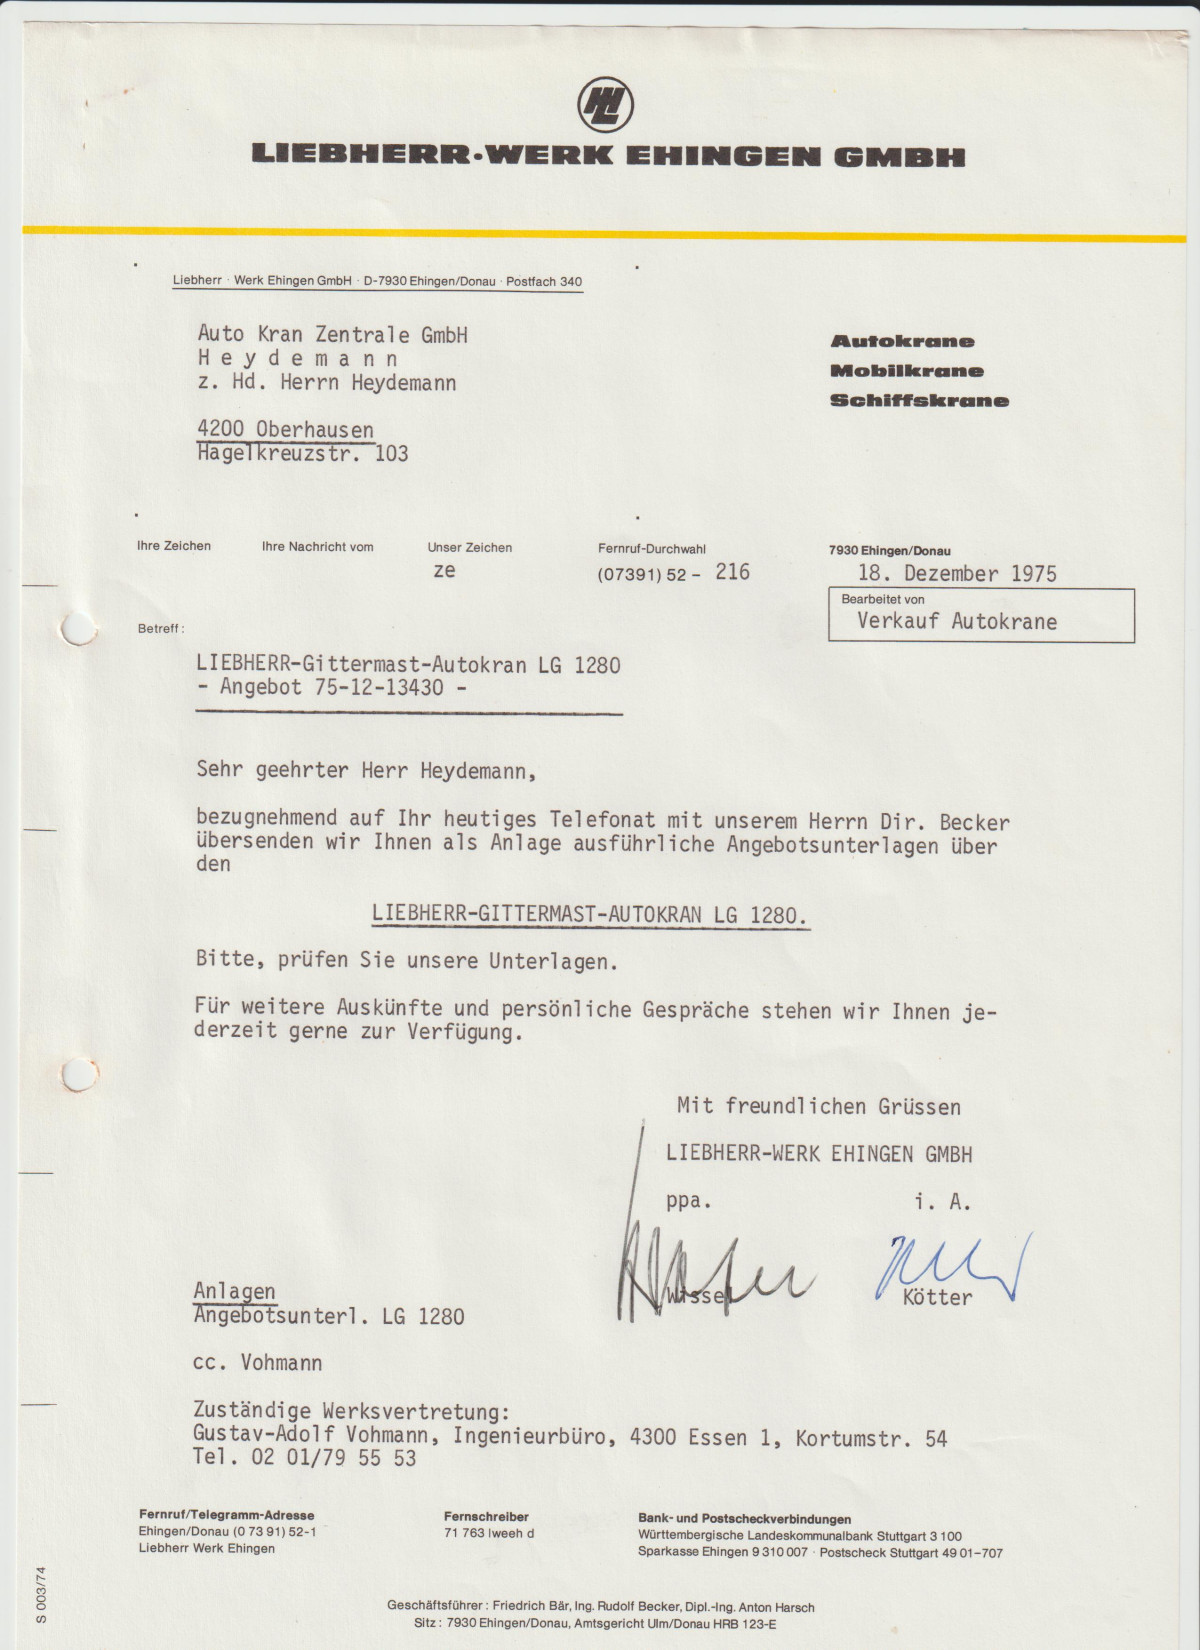 LIEBHERR-WERK EHINGEN GMBH
Liebherr · Werk Ehingen GmbH · D-7930 Ehingen/Donau · Postfach 340
Auto Kran Zentrale GmbH
H e y d e m a n n
z. Hd. Herrn Heydemann
4200 Oberhausen
Hagelkreuzstr. 103
Autokrane
Mobilkrane
Schiffskrane
Ihre Zeichen Ihre Nachricht vom Unser Zeichen Fernruf-Durchwahl 7930 Ehingen/Donau
ze (07391) 52 - 216 18. Dezember 1975
Bearbeitet von
Verkauf Autokrane
Betreff:
LIEBHERR-Gittermast-Autokran LG 1280
- Angebot 75-12-13430 -
Sehr geehrter Herr Heydemann,
bezugnehmend auf Ihr heutiges Telefonat mit unserem Herrn Dir. Becker
übersenden wir Ihnen als Anlage ausführliche Angebotsunterlagen über
den
LIEBHERR-GITTERMAST-AUTOKRAN LG 1280.
Bitte, prüfen Sie unsere Unterlagen.
Für weitere Auskünfte und persönliche Gespräche stehen wir Ihnen je-
derzeit gerne zur Verfügung.
Mit freundlichen Grüssen
LIEBHERR-WERK EHINGEN GMBH
ppa. i. A.
Kötter
Anlagen
Angebotsunterl. LG 1280
cc. Vohmann
Zuständige Werksvertretung:
Gustav-Adolf Vohmann, Ingenieurbüro, 4300 Essen 1, Kortumstr. 54
Tel. 02 01/79 55 53
Fernruf/Telegramm-Adresse
Ehingen/Donau (0 73 91) 52-1
Liebherr Werk Ehingen
Fernschreiber
71 763 lweeh d
Bank- und Postscheckverbindungen
Württembergische Landeskommunalbank Stuttgart 3 100
Sparkasse Ehingen 9 310 007 · Postscheck Stuttgart 49 01-707
S 003/74
Geschäftsführer: Friedrich Bär, Ing. Rudolf Becker, Dipl.-Ing. Anton Harsch
Sitz: 7930 Ehingen/Donau, Amtsgericht Ulm/Donau HRB 123-E